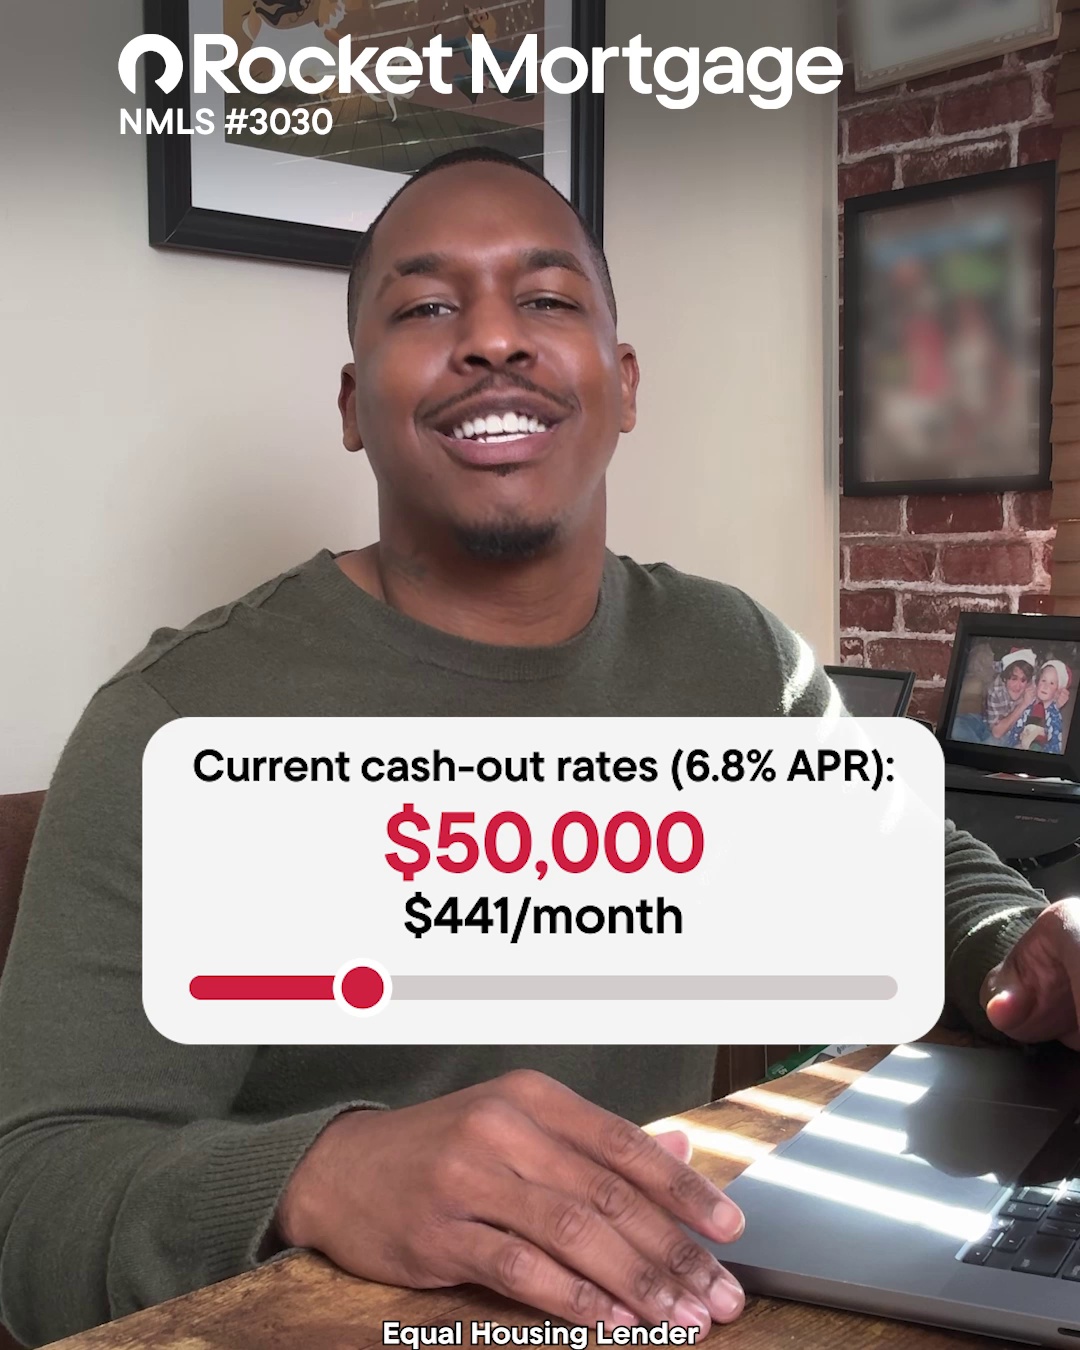 Rocket Mortgage
NMLS #3030
Current cash-out rates (6.8% APR):
$50,000
$441/month
Equal Housing Lender